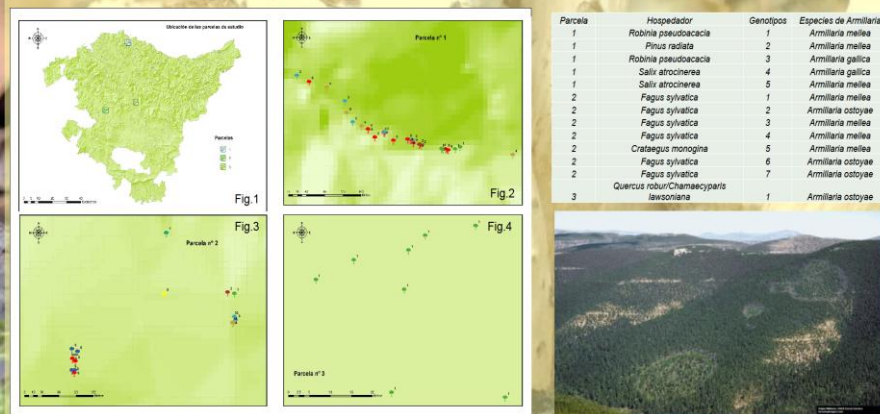 Ubicación de las parcelas de estudio
Parcelas
Fig.1
Parcela nº 1
Fig.2
Fig.3
Parcela nº 2
Fig.4
Parcela nº 3
Parcela Hospedador Genotipos Especies de Armillaria
1 Robinia pseudoacacia 1 Armillaria mellea
1 Pinus radiata 2 Armillaria mellea
1 Robinia pseudoacacia 3 Armillaria gallica
1 Salix atrocinerea 4 Armillaria gallica
1 Salix atrocinerea 5 Armillaria mellea
2 Fagus sylvatica 1 Armillaria mellea
2 Fagus sylvatica 2 Armillaria ostoyae
2 Fagus sylvatica 3 Armillaria mellea
2 Fagus sylvatica 4 Armillaria mellea
2 Crataegus monogina 5 Armillaria mellea
2 Fagus sylvatica 6 Armillaria ostoyae
2 Fagus sylvatica 7 Armillaria ostoyae
Quercus robur/Chamaecyparis
3 lawsoniana 1 Armillaria ostoyae